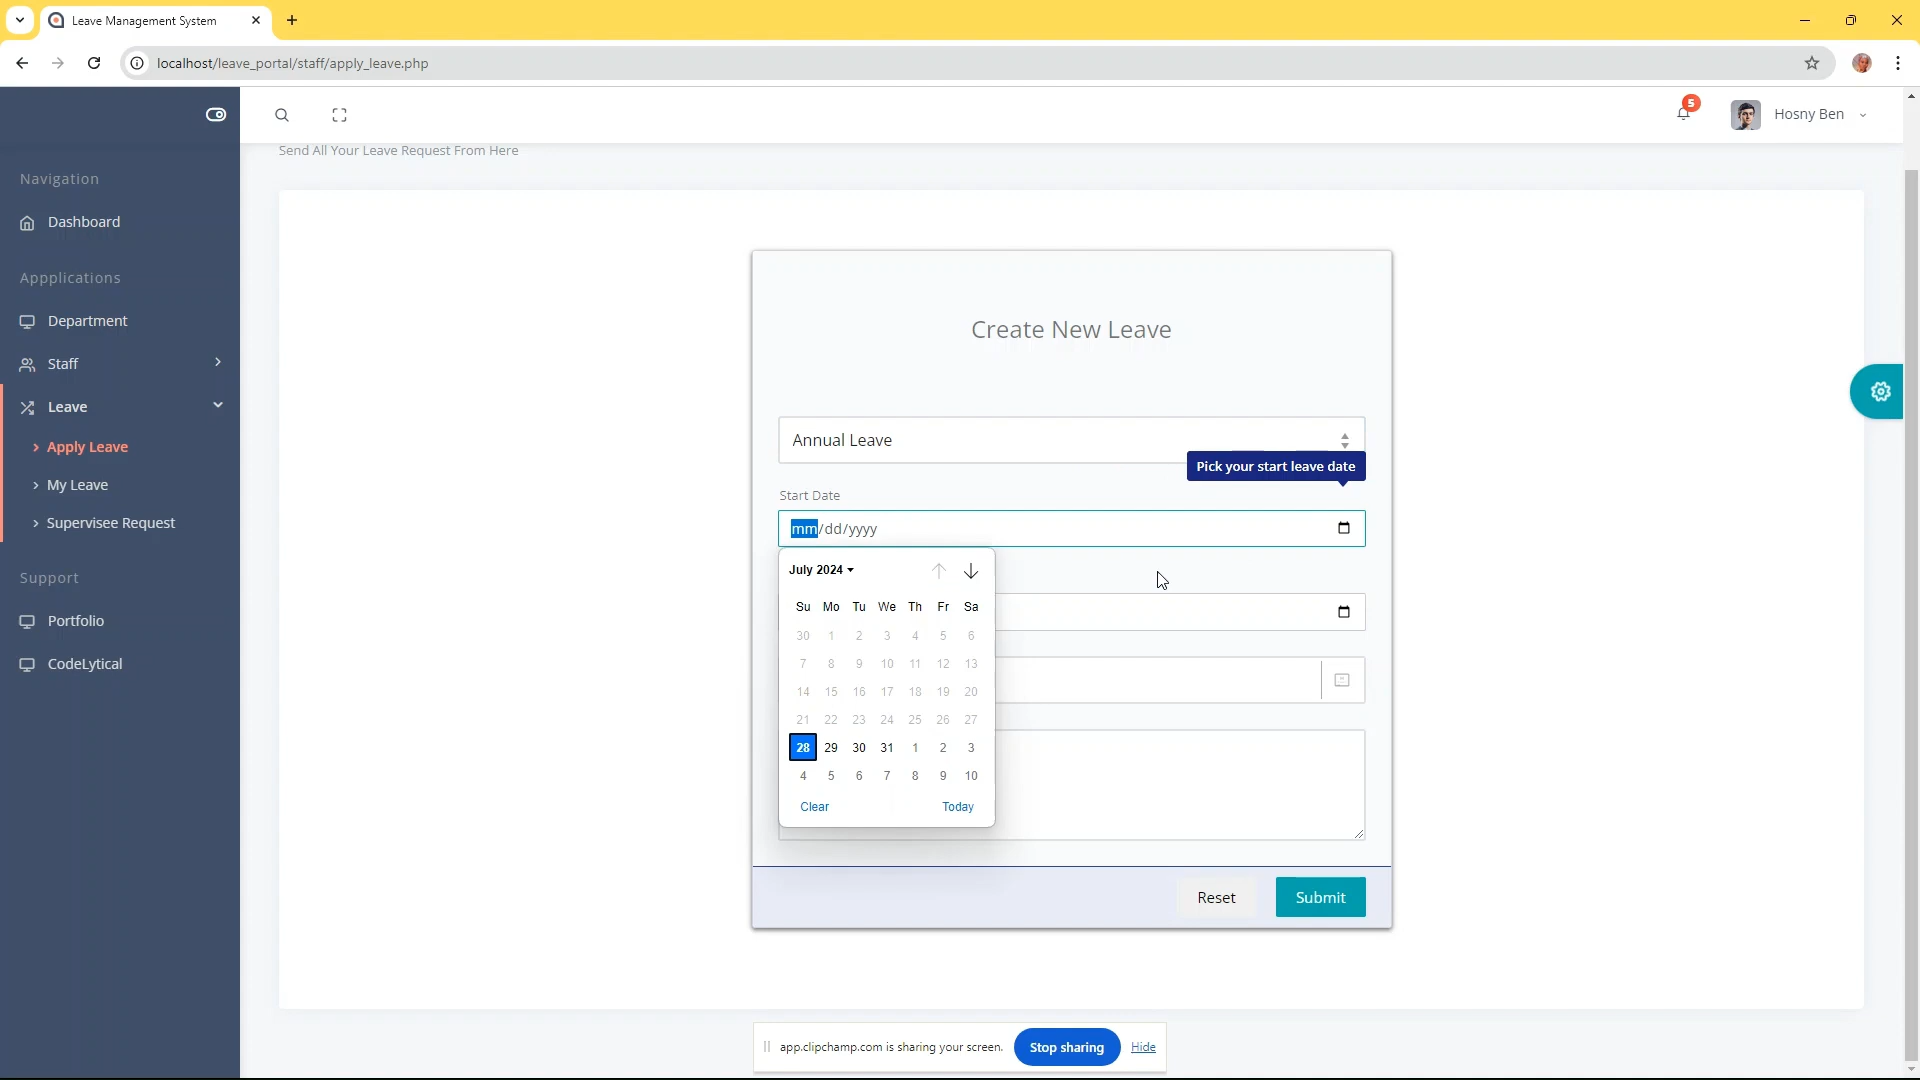 Leave Management System
localhost/leave_portal/staff/apply_leave.php
5
Hosny Ben
Send All Your Leave Request From Here
Navigation
Dashboard
Appplications
Department
Staff
Leave
Apply Leave
My Leave
Supervisee Request
Support
Portfolio
CodeLytical
Create New Leave
Annual Leave
Pick your start leave date
Start Date
mm/dd/yyyy
July 2024
Su Mo Tu We Th Fr Sa
30 1 2 3 4 5 6
7 8 9 10 11 12 13
14 15 16 17 18 19 20
21 22 23 24 25 26 27
28 29 30 31 1 2 3
4 5 6 7 8 9 10
Clear Today
Reset Submit
app.clipchamp.com is sharing your screen. Stop sharing Hide